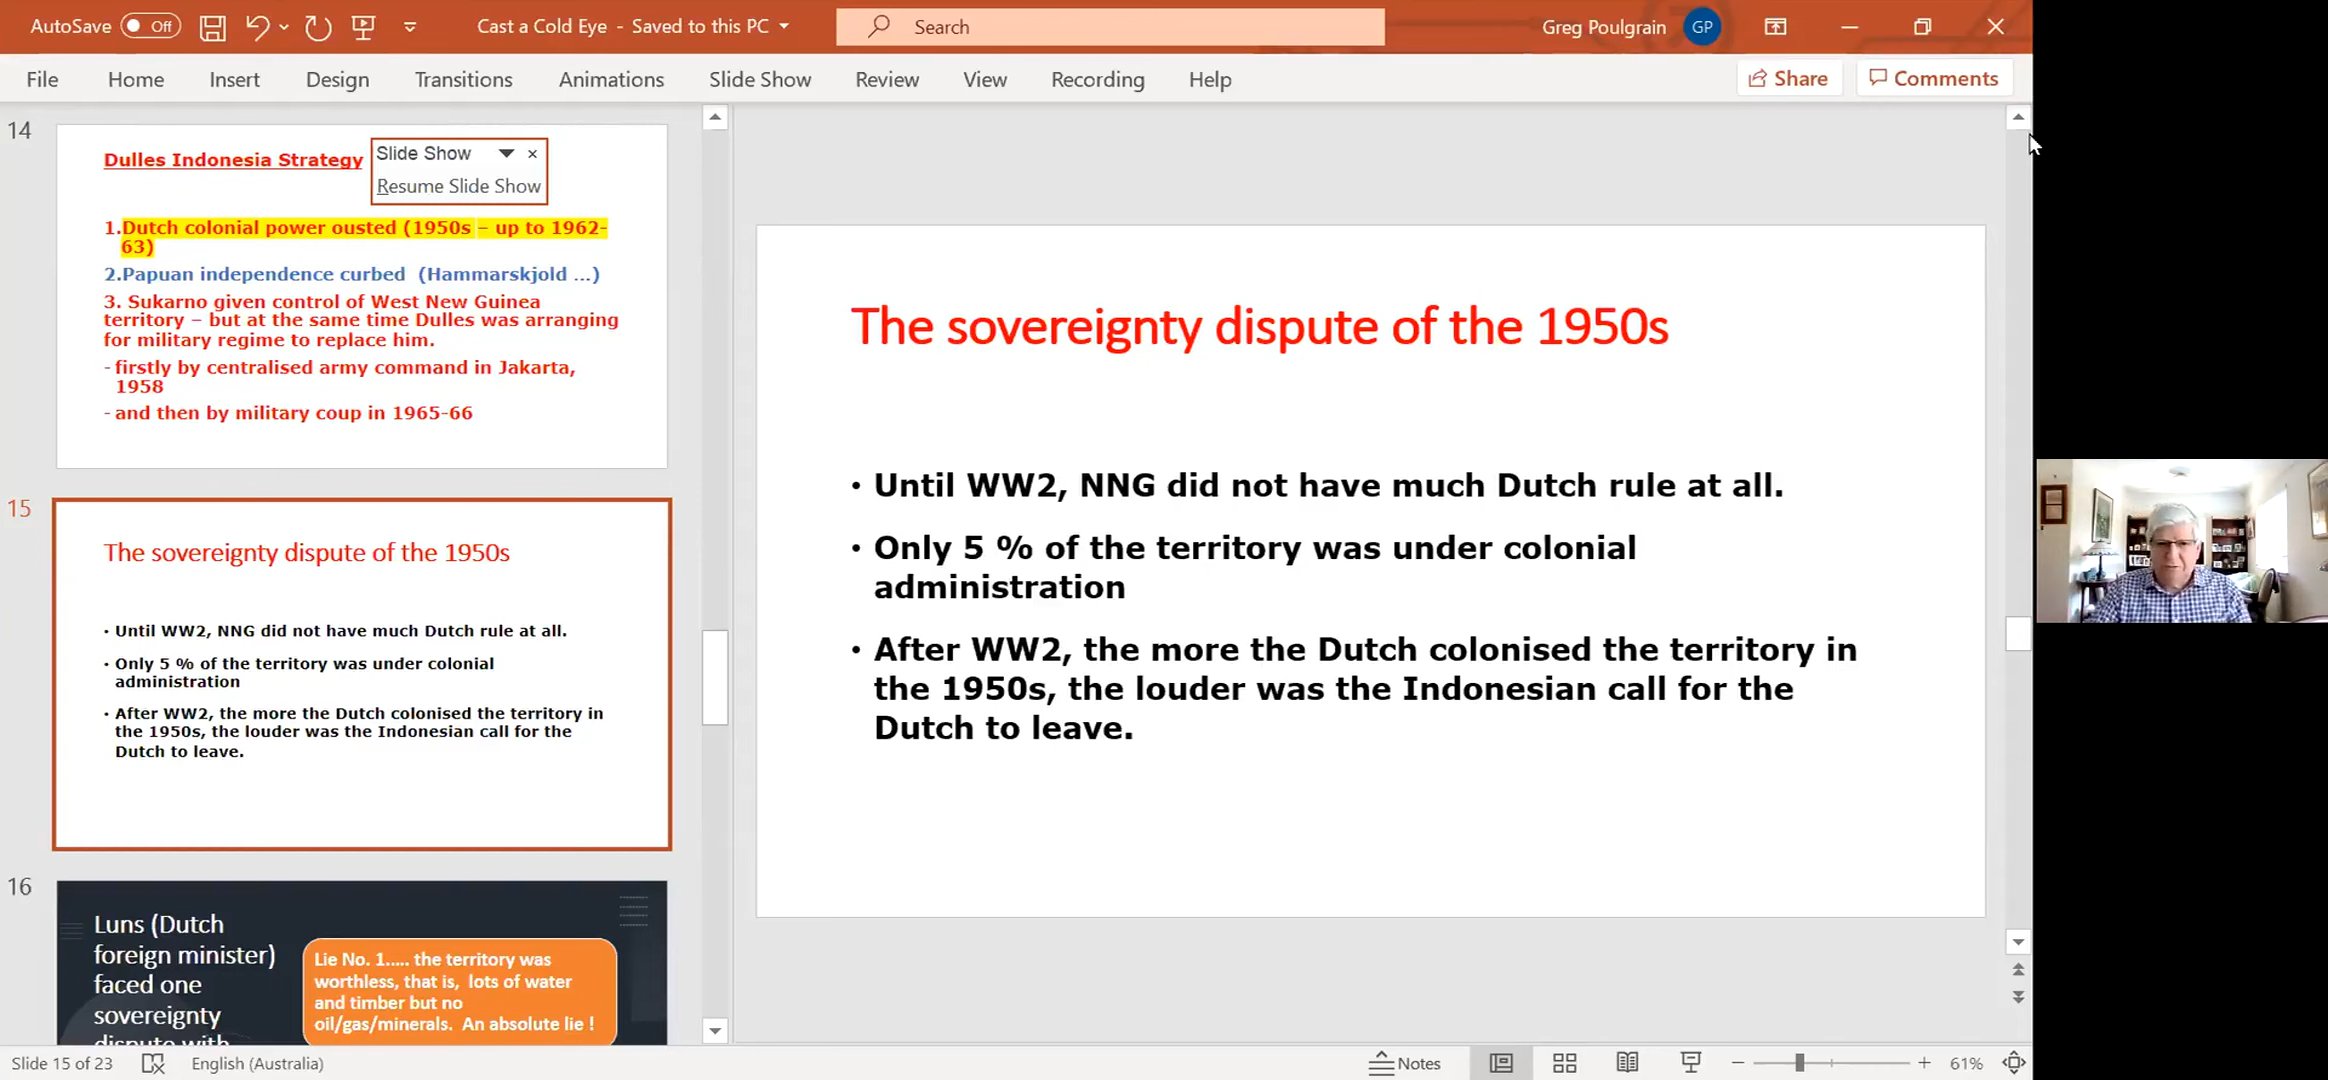 AutoSave Off Cast a Cold Eye - Saved to this PC Search Greg Poulgrain GP
File Home Insert Design Transitions Animations Slide Show Review View Recording Help Share Comments
14
Dulles Indonesia Strategy
Slide Show
Resume Slide Show
1.Dutch colonial power ousted (1950s – up to 1962-
63)
2.Papuan independence curbed (Hammarskjold ...)
3. Sukarno given control of West New Guinea
territory – but at the same time Dulles was arranging
for military regime to replace him.
- firstly by centralised army command in Jakarta,
1958
- and then by military coup in 1965-66
15
The sovereignty dispute of the 1950s
• Until WW2, NNG did not have much Dutch rule at all.
• Only 5 % of the territory was under colonial
administration
• After WW2, the more the Dutch colonised the territory in
the 1950s, the louder was the Indonesian call for the
Dutch to leave.
16
Luns (Dutch
foreign minister)
faced one
sovereignty
dispute with
Lie No. 1..... the territory was
worthless, that is, lots of water
and timber but no
oil/gas/minerals. An absolute lie !
The sovereignty dispute of the 1950s
• Until WW2, NNG did not have much Dutch rule at all.
• Only 5 % of the territory was under colonial
administration
• After WW2, the more the Dutch colonised the territory in
the 1950s, the louder was the Indonesian call for the
Dutch to leave.
Slide 15 of 23 English (Australia) Notes 61%